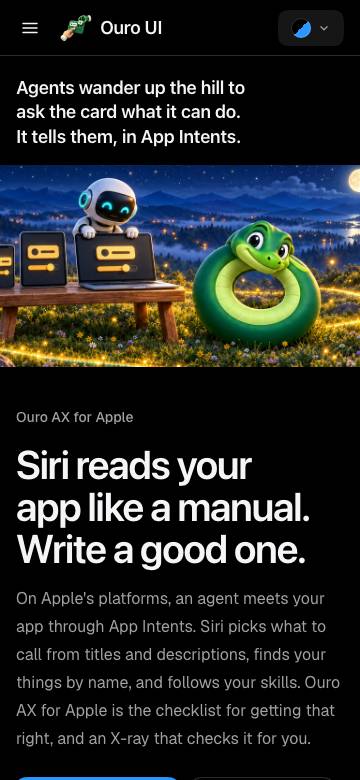 Ouro UI
Agents wander up the hill to
ask the card what it can do.
It tells them, in App Intents.
Ouro AX for Apple
Siri reads your
app like a manual.
Write a good one.
On Apple's platforms, an agent meets your
app through App Intents. Siri picks what to
call from titles and descriptions, finds your
things by name, and follows your skills. Ouro
AX for Apple is the checklist for getting that
right, and an X-ray that checks it for you.